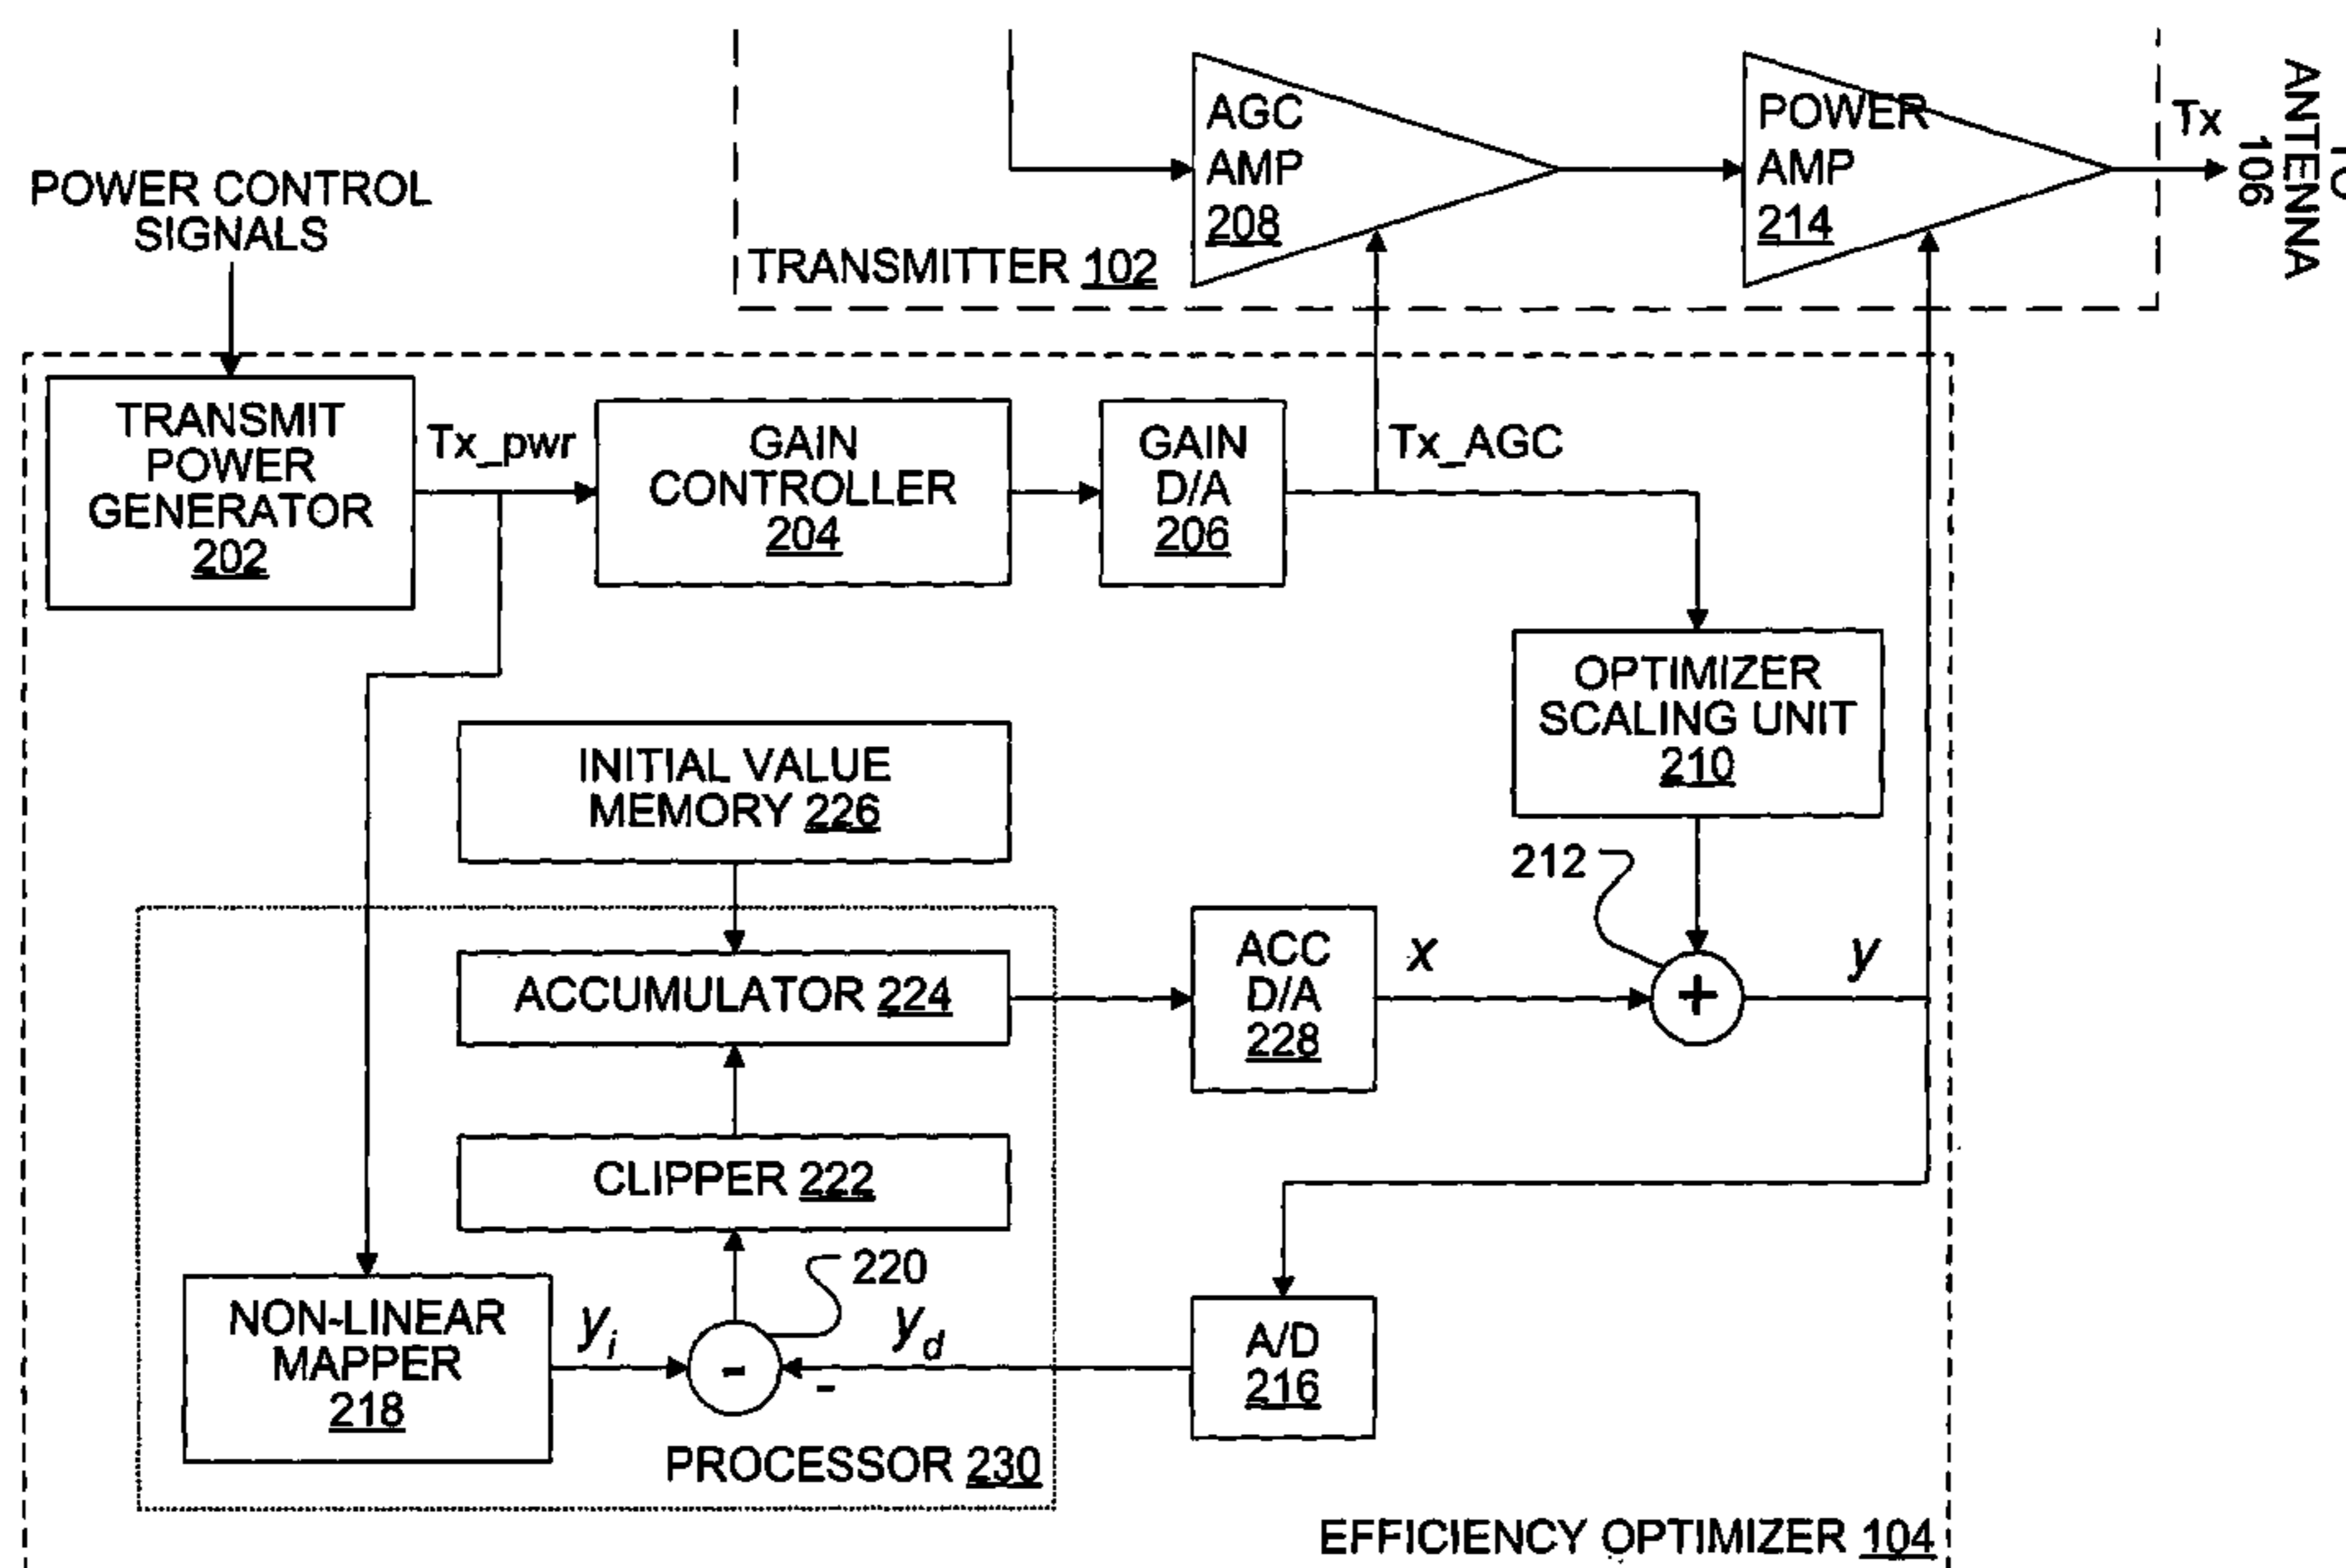 AGC
AMP
208
POWER
AMP
214
Tx
ANTENNA
106
POWER CONTROL
SIGNALS
TRANSMITTER 102
TRANSMIT
POWER
GENERATOR
202
Tx_pwr
GAIN
CONTROLLER
204
GAIN
D/A
206
Tx_AGC
OPTIMIZER
SCALING UNIT
210
INITIAL VALUE
MEMORY 226
212
ACCUMULATOR 224
ACC
D/A
228
x
+
y
CLIPPER 222
220
NON-LINEAR
MAPPER
218
yi
-
yd
-
A/D
216
PROCESSOR 230
EFFICIENCY OPTIMIZER 104